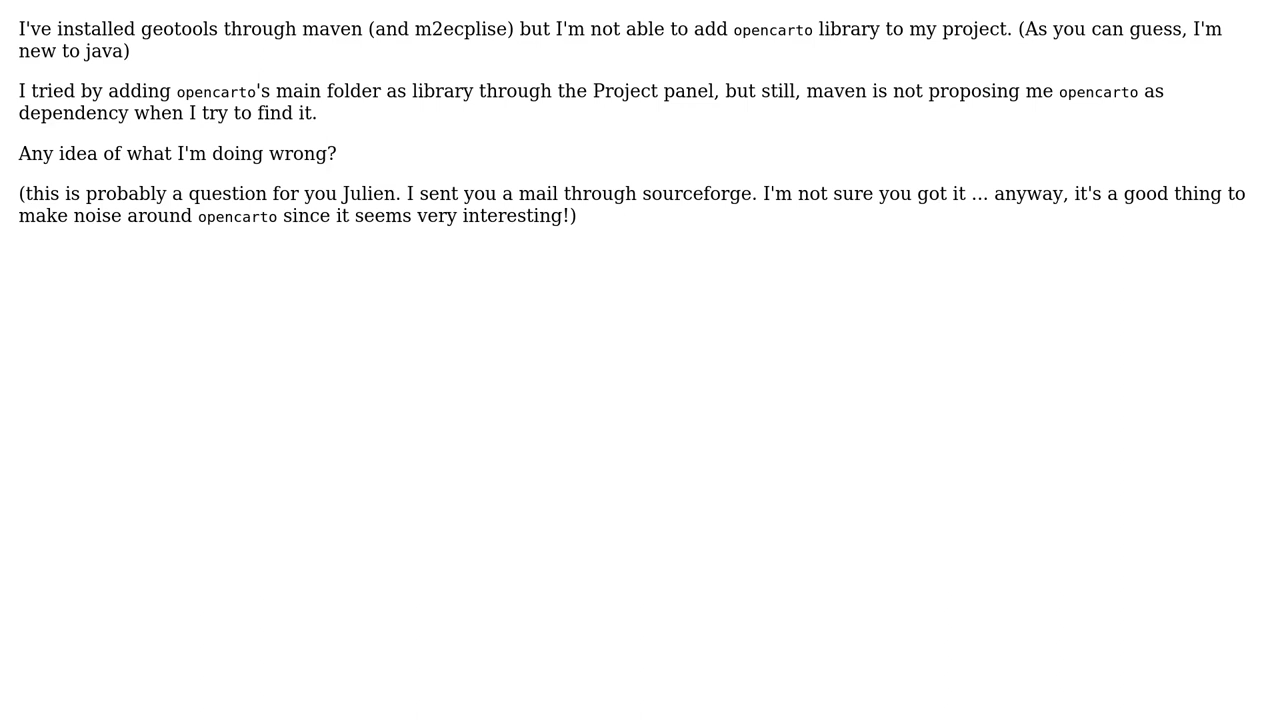 I've installed geotools through maven (and m2ecplise) but I'm not able to add opencarto library to my project. (As you can guess, I'm
new to java)
I tried by adding opencarto's main folder as library through the Project panel, but still, maven is not proposing me opencarto as
dependency when I try to find it.
Any idea of what I'm doing wrong?
(this is probably a question for you Julien. I sent you a mail through sourceforge. I'm not sure you got it ... anyway, it's a good thing to
make noise around opencarto since it seems very interesting!)